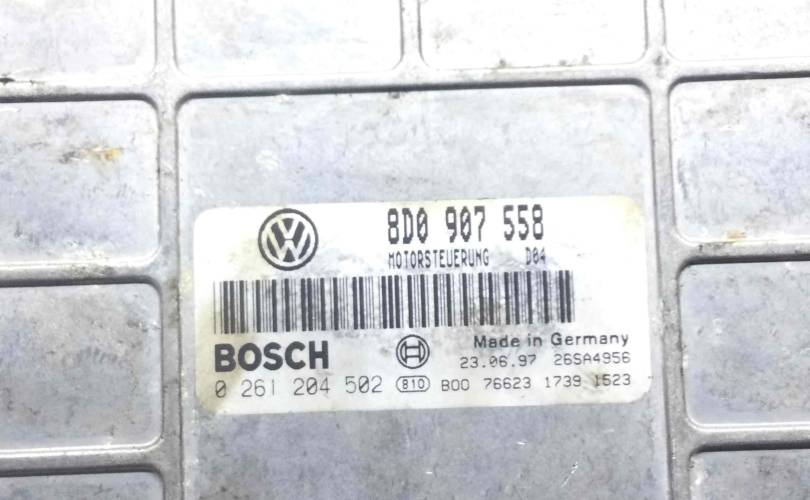 8D0 907 558
MOTORSTEUERUNG D04
BOSCH
Made in Germany
23.06.97 26SA4956
0 261 204 502 810 B00 76623 1739 1523